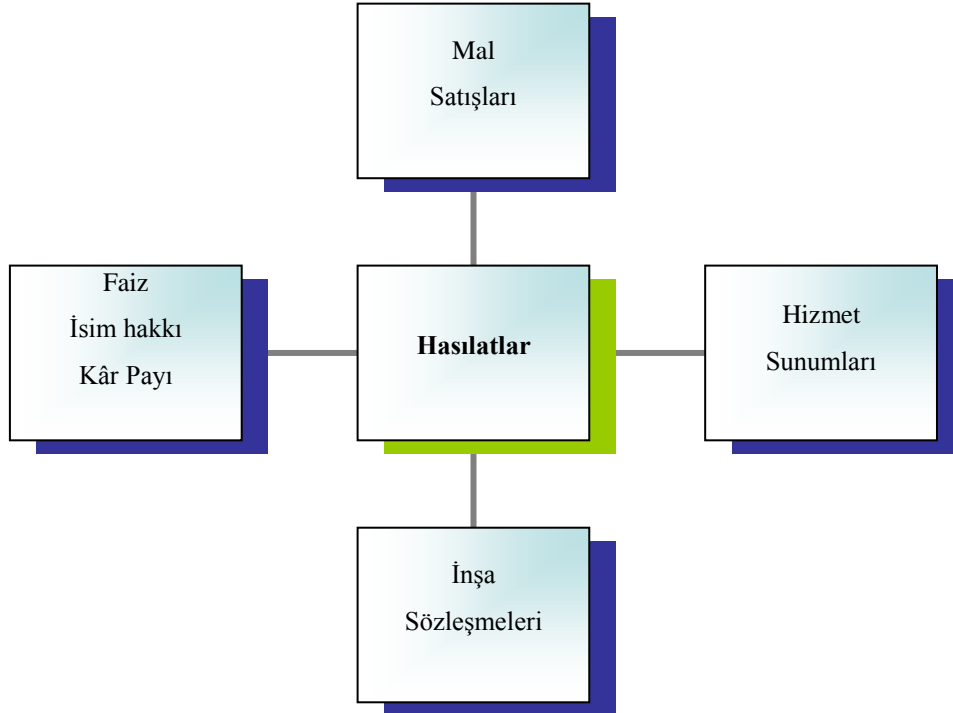 Mal
Satışları
Faiz
İsim hakkı
Kâr Payı
Hasılatlar
Hizmet
Sunumları
İnşa
Sözleşmeleri